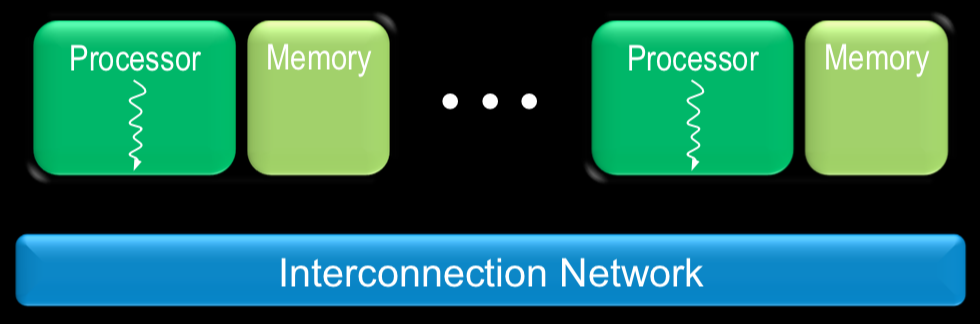 Processor
Memory
Processor
Memory
Interconnection Network